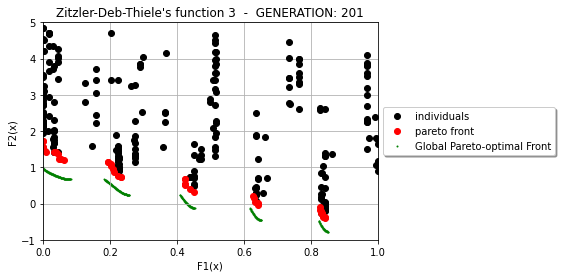 Zitzler-Deb-Thiele's function 3 - GENERATION: 201
5
4
3
2
1
0
−1
F2(x)
0.0 0.2 0.4 0.6 0.8 1.0
F1(x)
individuals
pareto front
Global Pareto-optimal Front